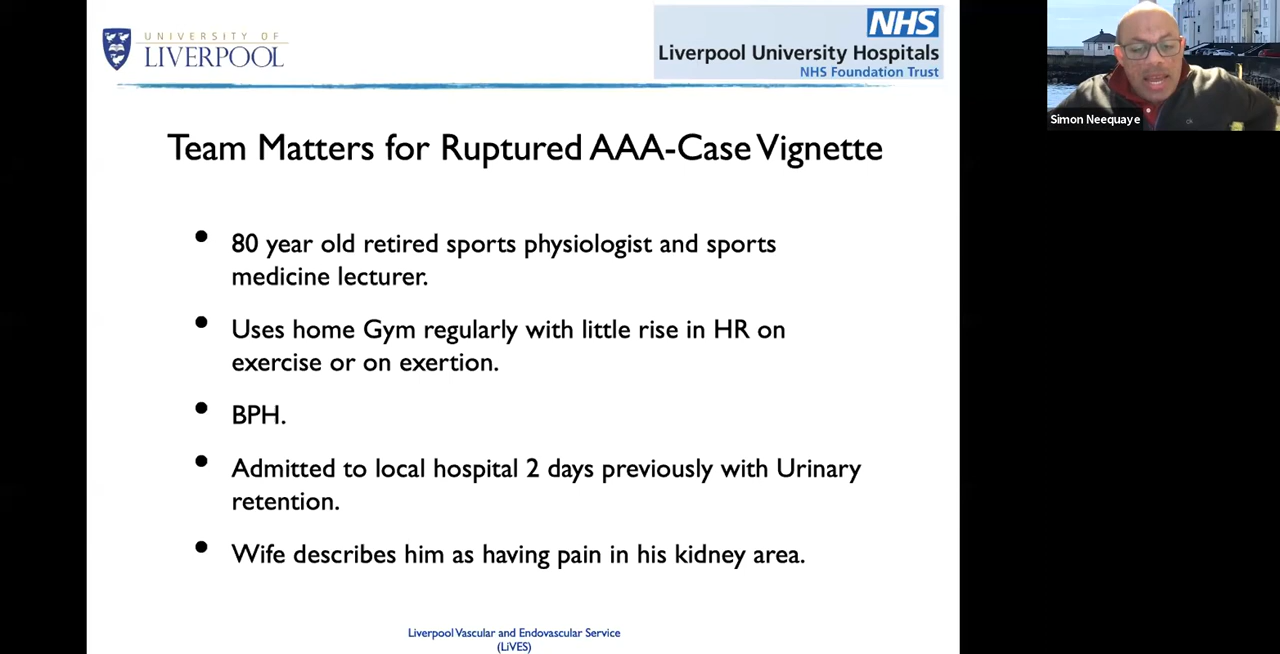 UNIVERSITY OF
LIVERPOOL
NHS
Liverpool University Hospitals
NHS Foundation Trust
Simon Neequaye
Team Matters for Ruptured AAA-Case Vignette
• 80 year old retired sports physiologist and sports
medicine lecturer.
• Uses home Gym regularly with little rise in HR on
exercise or on exertion.
• BPH.
• Admitted to local hospital 2 days previously with Urinary
retention.
• Wife describes him as having pain in his kidney area.
Liverpool Vascular and Endovascular Service
(LiVES)